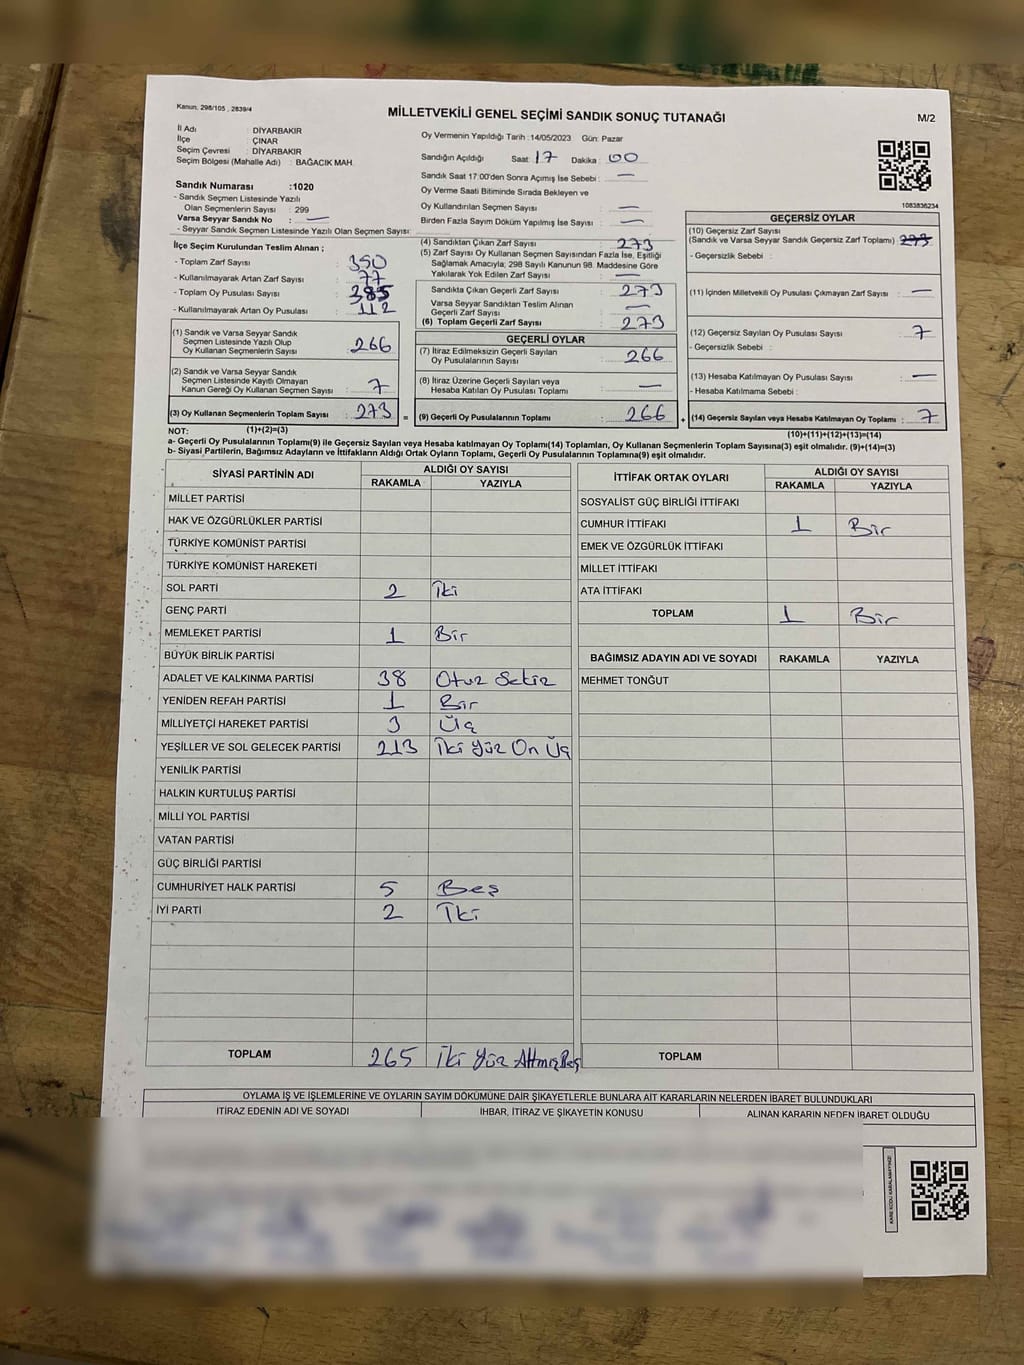 Kanun, 298/105 , 2839/4
MİLLETVEKİLİ GENEL SEÇİMİ SANDIK SONUÇ TUTANAĞI
M/2
İl Adı : DİYARBAKIR
İlçe : ÇINAR
Seçim Çevresi : DİYARBAKIR
Seçim Bölgesi (Mahalle Adı) : BAĞACIK MAH.
Sandık Numarası :1020
- Sandık Seçmen Listesinde Yazılı
Olan Seçmenlerin Sayısı : 299
Varsa Seyyar Sandık No : —
- Seyyar Sandık Seçmen Listesinde Yazılı Olan Seçmen Sayısı:
İlçe Seçim Kurulundan Teslim Alınan ;
- Toplam Zarf Sayısı : 350
- Kullanılmayarak Artan Zarf Sayısı : 77
- Toplam Oy Pusulası Sayısı : 385
- Kullanılmayarak Artan Oy Pusulası : 112
(1) Sandık ve Varsa Seyyar Sandık
Seçmen Listesinde Yazılı Olup
Oy Kullanan Seçmenlerin Sayısı : 266
(2) Sandık ve Varsa Seyyar Sandık
Seçmen Listesinde Kayıtlı Olmayan
Kanun Gereği Oy Kullanan Seçmen Sayısı : 7
(3) Oy Kullanan Seçmenlerin Toplam Sayısı : 273
Oy Vermenin Yapıldığı Tarih :14/05/2023 Gün: Pazar
Sandığın Açıldığı Saat: 17 Dakika : 00
Sandık Saat 17:00'den Sonra Açımış İse Sebebi : —
Oy Verme Saati Bitiminde Sırada Bekleyen ve
Oy Kullandırılan Seçmen Sayısı : —
Birden Fazla Sayım Döküm Yapılmış İse Sayısı : —
(4) Sandıktan Çıkan Zarf Sayısı : 273
(5) Zarf Sayısı Oy Kullanan Seçmen Sayısından Fazla İse, Eşitliği
Sağlamak Amacıyla; 298 Sayılı Kanunun 98. Maddesine Göre
Yakılarak Yok Edilen Zarf Sayısı : —
Sandıkta Çıkan Geçerli Zarf Sayısı : 273
Varsa Seyyar Sandıktan Teslim Alınan
Geçerli Zarf Sayısı : —
(6) Toplam Geçerli Zarf Sayısı : 273
GEÇERLİ OYLAR
(7) İtiraz Edilmeksizin Geçerli Sayılan
Oy Pusulalarının Sayısı : 266
(8) İtiraz Üzerine Geçerli Sayılan veya
Hesaba Katılan Oy Pusulaları Toplamı : —
= (9) Geçerli Oy Pusulalarının Toplamı : 266
1083836234
GEÇERSİZ OYLAR
(10) Geçersiz Zarf Sayısı
(Sandık ve Varsa Seyyar Sandık Geçersiz Zarf Toplamı) : 273
- Geçersizlik Sebebi :
(11) İçinden Milletvekili Oy Pusulası Çıkmayan Zarf Sayısı : —
(12) Geçersiz Sayılan Oy Pusulası Sayısı : 7
- Geçersizlik Sebebi :
(13) Hesaba Katılmayan Oy Pusulası Sayısı : —
- Hesaba Katılmama Sebebi :
+ (14) Geçersiz Sayılan veya Hesaba Katılmayan Oy Toplamı : 7
NOT: (1)+(2)=(3) (10)+(11)+(12)+(13)=(14)
a- Geçerli Oy Pusulalarının Toplamı(9) ile Geçersiz Sayılan veya Hesaba katılmayan Oy Toplamı(14) Toplamları, Oy Kullanan Seçmenlerin Toplam Sayısına(3) eşit olmalıdır. (9)+(14)=(3)
b- Siyasi Partilerin, Bağımsız Adayların ve İttifakların Aldığı Ortak Oyların Toplamı, Geçerli Oy Pusulalarının Toplamına(9) eşit olmalıdır.
SİYASİ PARTİNİN ADI ALDIĞI OY SAYISI
RAKAMLA YAZIYLA
MİLLET PARTİSİ
HAK VE ÖZGÜRLÜKLER PARTİSİ
TÜRKİYE KOMÜNİST PARTİSİ
TÜRKİYE KOMÜNİST HAREKETİ
SOL PARTİ 2 İki
GENÇ PARTİ
MEMLEKET PARTİSİ 1 Bir
BÜYÜK BİRLİK PARTİSİ
ADALET VE KALKINMA PARTİSİ 38 Otuz Sekiz
YENİDEN REFAH PARTİSİ 1 Bir
MİLLİYETÇİ HAREKET PARTİSİ 3 Üç
YEŞİLLER VE SOL GELECEK PARTİSİ 213 İki Yüz On Üç
YENİLİK PARTİSİ
HALKIN KURTULUŞ PARTİSİ
MİLLİ YOL PARTİSİ
VATAN PARTİSİ
GÜÇ BİRLİĞİ PARTİSİ
CUMHURİYET HALK PARTİSİ 5 Beş
İYİ PARTİ 2 İki
TOPLAM 265 İki Yüz Altmış Beş
İTTİFAK ORTAK OYLARI ALDIĞI OY SAYISI
RAKAMLA YAZIYLA
SOSYALİST GÜÇ BİRLİĞİ İTTİFAKI
CUMHUR İTTİFAKI 1 Bir
EMEK VE ÖZGÜRLÜK İTTİFAKI
MİLLET İTTİFAKI
ATA İTTİFAKI
TOPLAM 1 Bir
BAĞIMSIZ ADAYIN ADI VE SOYADI RAKAMLA YAZIYLA
MEHMET TONĞUT
TOPLAM
OYLAMA İŞ VE İŞLEMLERİNE VE OYLARIN SAYIM DÖKÜMÜNE DAİR ŞİKAYETLERLE BUNLARA AİT KARARLARIN NELERDEN İBARET BULUNDUKLARI
İTİRAZ EDENİN ADI VE SOYADI İHBAR, İTİRAZ VE ŞİKAYETİN KONUSU ALINAN KARARIN NEDEN İBARET OLDUĞU
KARE KODU KARALAMAYINIZ!